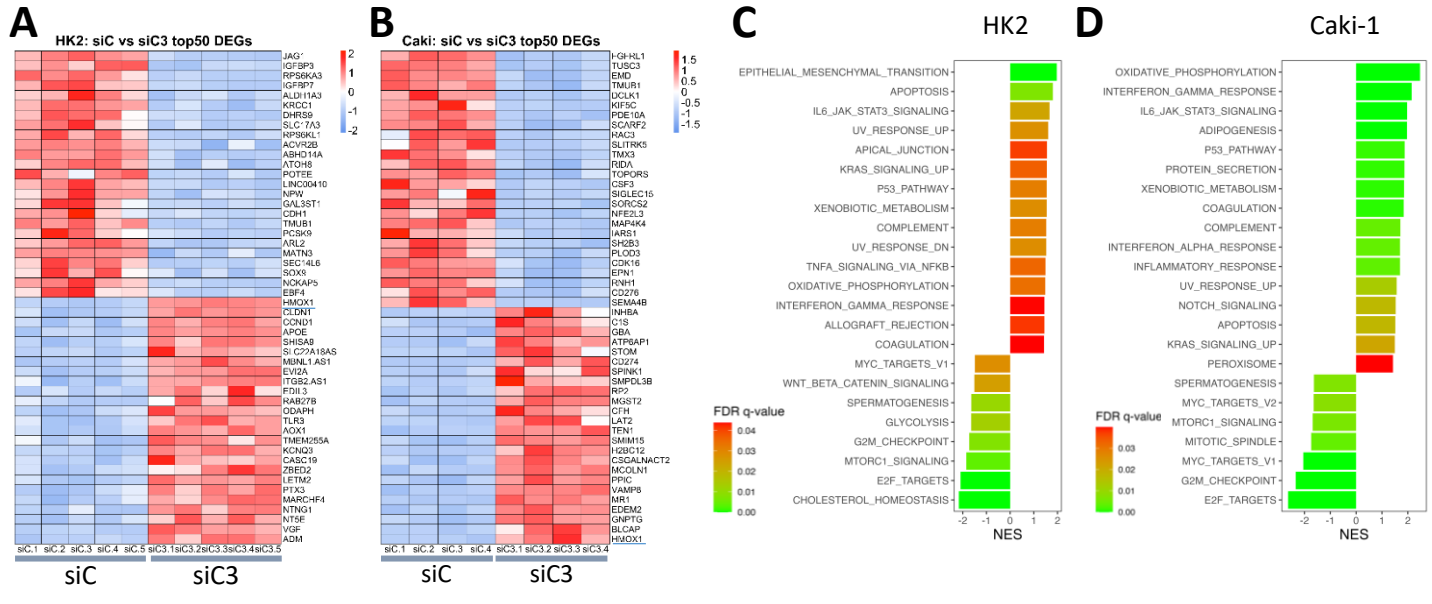 A
HK2: siC vs siC3 top50 DEGs
JAG1
IGFBP3
RPS6KA3
IGFBP7
ALDH1A3
KRCC1
DHRS9
SLC17A3
RPS6KL1
ACVR2B
ABHD14A
ATOH8
POTEE
LINC00410
NPW
GAL3ST1
CDH1
TMUB1
PCSK9
ARL2
MATN3
SEC14L6
SOX9
NCKAP5
EBF4
HMOX1
CLDN1
CCND1
APOE
SHISA9
SLC22A18AS
MBNL1.AS1
EVI2A
ITGB2.AS1
EDIL3
RAB27B
ODAPH
TLR3
AOX1
TMEM255A
KCNQ3
CASC19
ZBED2
LETM2
PTX3
MARCHF4
NTNG1
NT5E
VGF
ADM
2
1
0
-1
-2
siC.1 siC.2 siC.3 siC.4 siC.5 siC3.1 siC3.2 siC3.3 siC3.4 siC3.5
siC siC3
B
Caki: siC vs siC3 top50 DEGs
FGFRL1
TUSC3
EMD
TMUB1
DCLK1
KIF5C
PDE10A
SCARF2
RAC3
SLITRK5
TMX3
RIDA
TOPORS
CSF3
SIGLEC15
SORCS2
NFE2L3
MAP4K4
IARS1
SH2B3
PLOD3
CDK16
EPN1
RNH1
CD276
SEMA4B
INHBA
C1S
GBA
ATP6AP1
STOM
CD274
SPINK1
SMPDL3B
RP2
MGST2
CFH
LAT2
TEN1
SMIM15
H2BC12
CSGALNACT2
MCOLN1
PPIC
VAMP8
MR1
EDEM2
GNPTG
BLCAP
HMOX1
1.5
1
0.5
0
-0.5
-1
-1.5
siC.1 siC.2 siC.3 siC.4 siC3.1 siC3.2 siC3.3 siC3.4
siC siC3
C
HK2
EPITHELIAL_MESENCHYMAL_TRANSITION
APOPTOSIS
IL6_JAK_STAT3_SIGNALING
UV_RESPONSE_UP
APICAL_JUNCTION
KRAS_SIGNALING_UP
P53_PATHWAY
XENOBIOTIC_METABOLISM
COMPLEMENT
UV_RESPONSE_DN
TNFA_SIGNALING_VIA_NFKB
OXIDATIVE_PHOSPHORYLATION
INTERFERON_GAMMA_RESPONSE
ALLOGRAFT_REJECTION
COAGULATION
MYC_TARGETS_V1
WNT_BETA_CATENIN_SIGNALING
SPERMATOGENESIS
GLYCOLYSIS
G2M_CHECKPOINT
MTORC1_SIGNALING
E2F_TARGETS
CHOLESTEROL_HOMEOSTASIS
FDR q-value
0.04
0.03
0.02
0.01
0.00
-2 -1 0 1 2
NES
D
Caki-1
OXIDATIVE_PHOSPHORYLATION
INTERFERON_GAMMA_RESPONSE
IL6_JAK_STAT3_SIGNALING
ADIPOGENESIS
P53_PATHWAY
PROTEIN_SECRETION
XENOBIOTIC_METABOLISM
COAGULATION
COMPLEMENT
INTERFERON_ALPHA_RESPONSE
INFLAMMATORY_RESPONSE
UV_RESPONSE_UP
NOTCH_SIGNALING
APOPTOSIS
KRAS_SIGNALING_UP
PEROXISOME
SPERMATOGENESIS
MYC_TARGETS_V2
MTORC1_SIGNALING
MITOTIC_SPINDLE
MYC_TARGETS_V1
G2M_CHECKPOINT
E2F_TARGETS
FDR q-value
0.03
0.02
0.01
0.00
-2 -1 0 1 2
NES